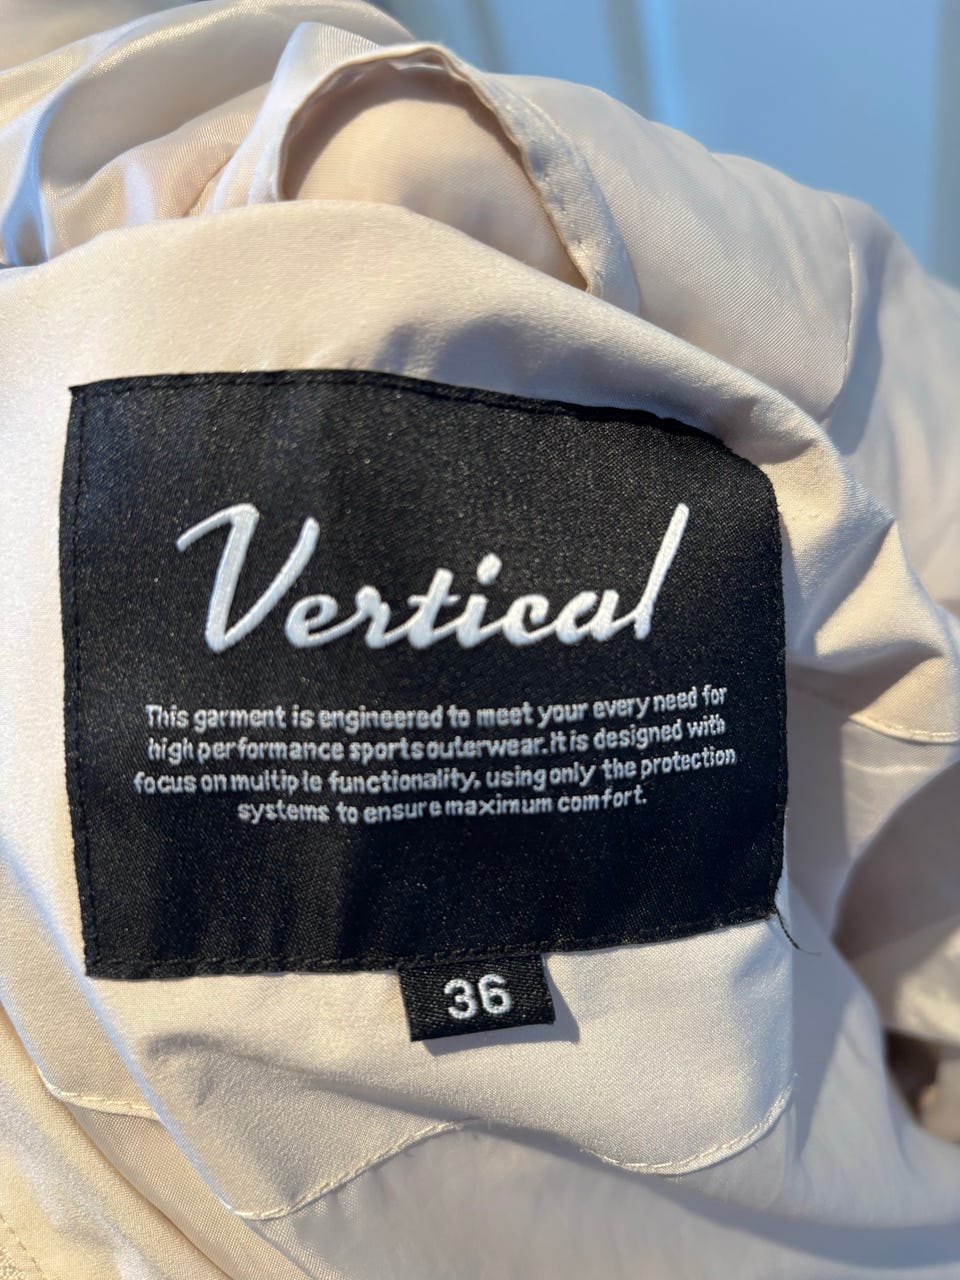 Vertical
This garment is engineered to meet your every need for
high performance sports outerwear. It is designed with
focus on multiple functionality, using only the protection
systems to ensure maximum comfort.
36